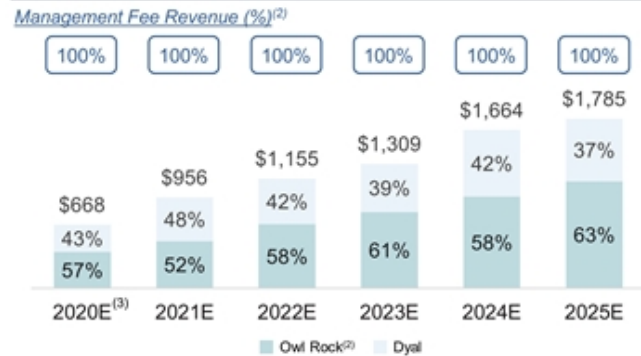 Management Fee Revenue (%)(2)
100% 100% 100% 100% 100% 100%
$1,785
$1,664
$1,309
$1,155
$956
$668
43% 48% 42% 39% 42% 37%
57% 52% 58% 61% 58% 63%
2020E(3) 2021E 2022E 2023E 2024E 2025E
Owl Rock(2) Dyal